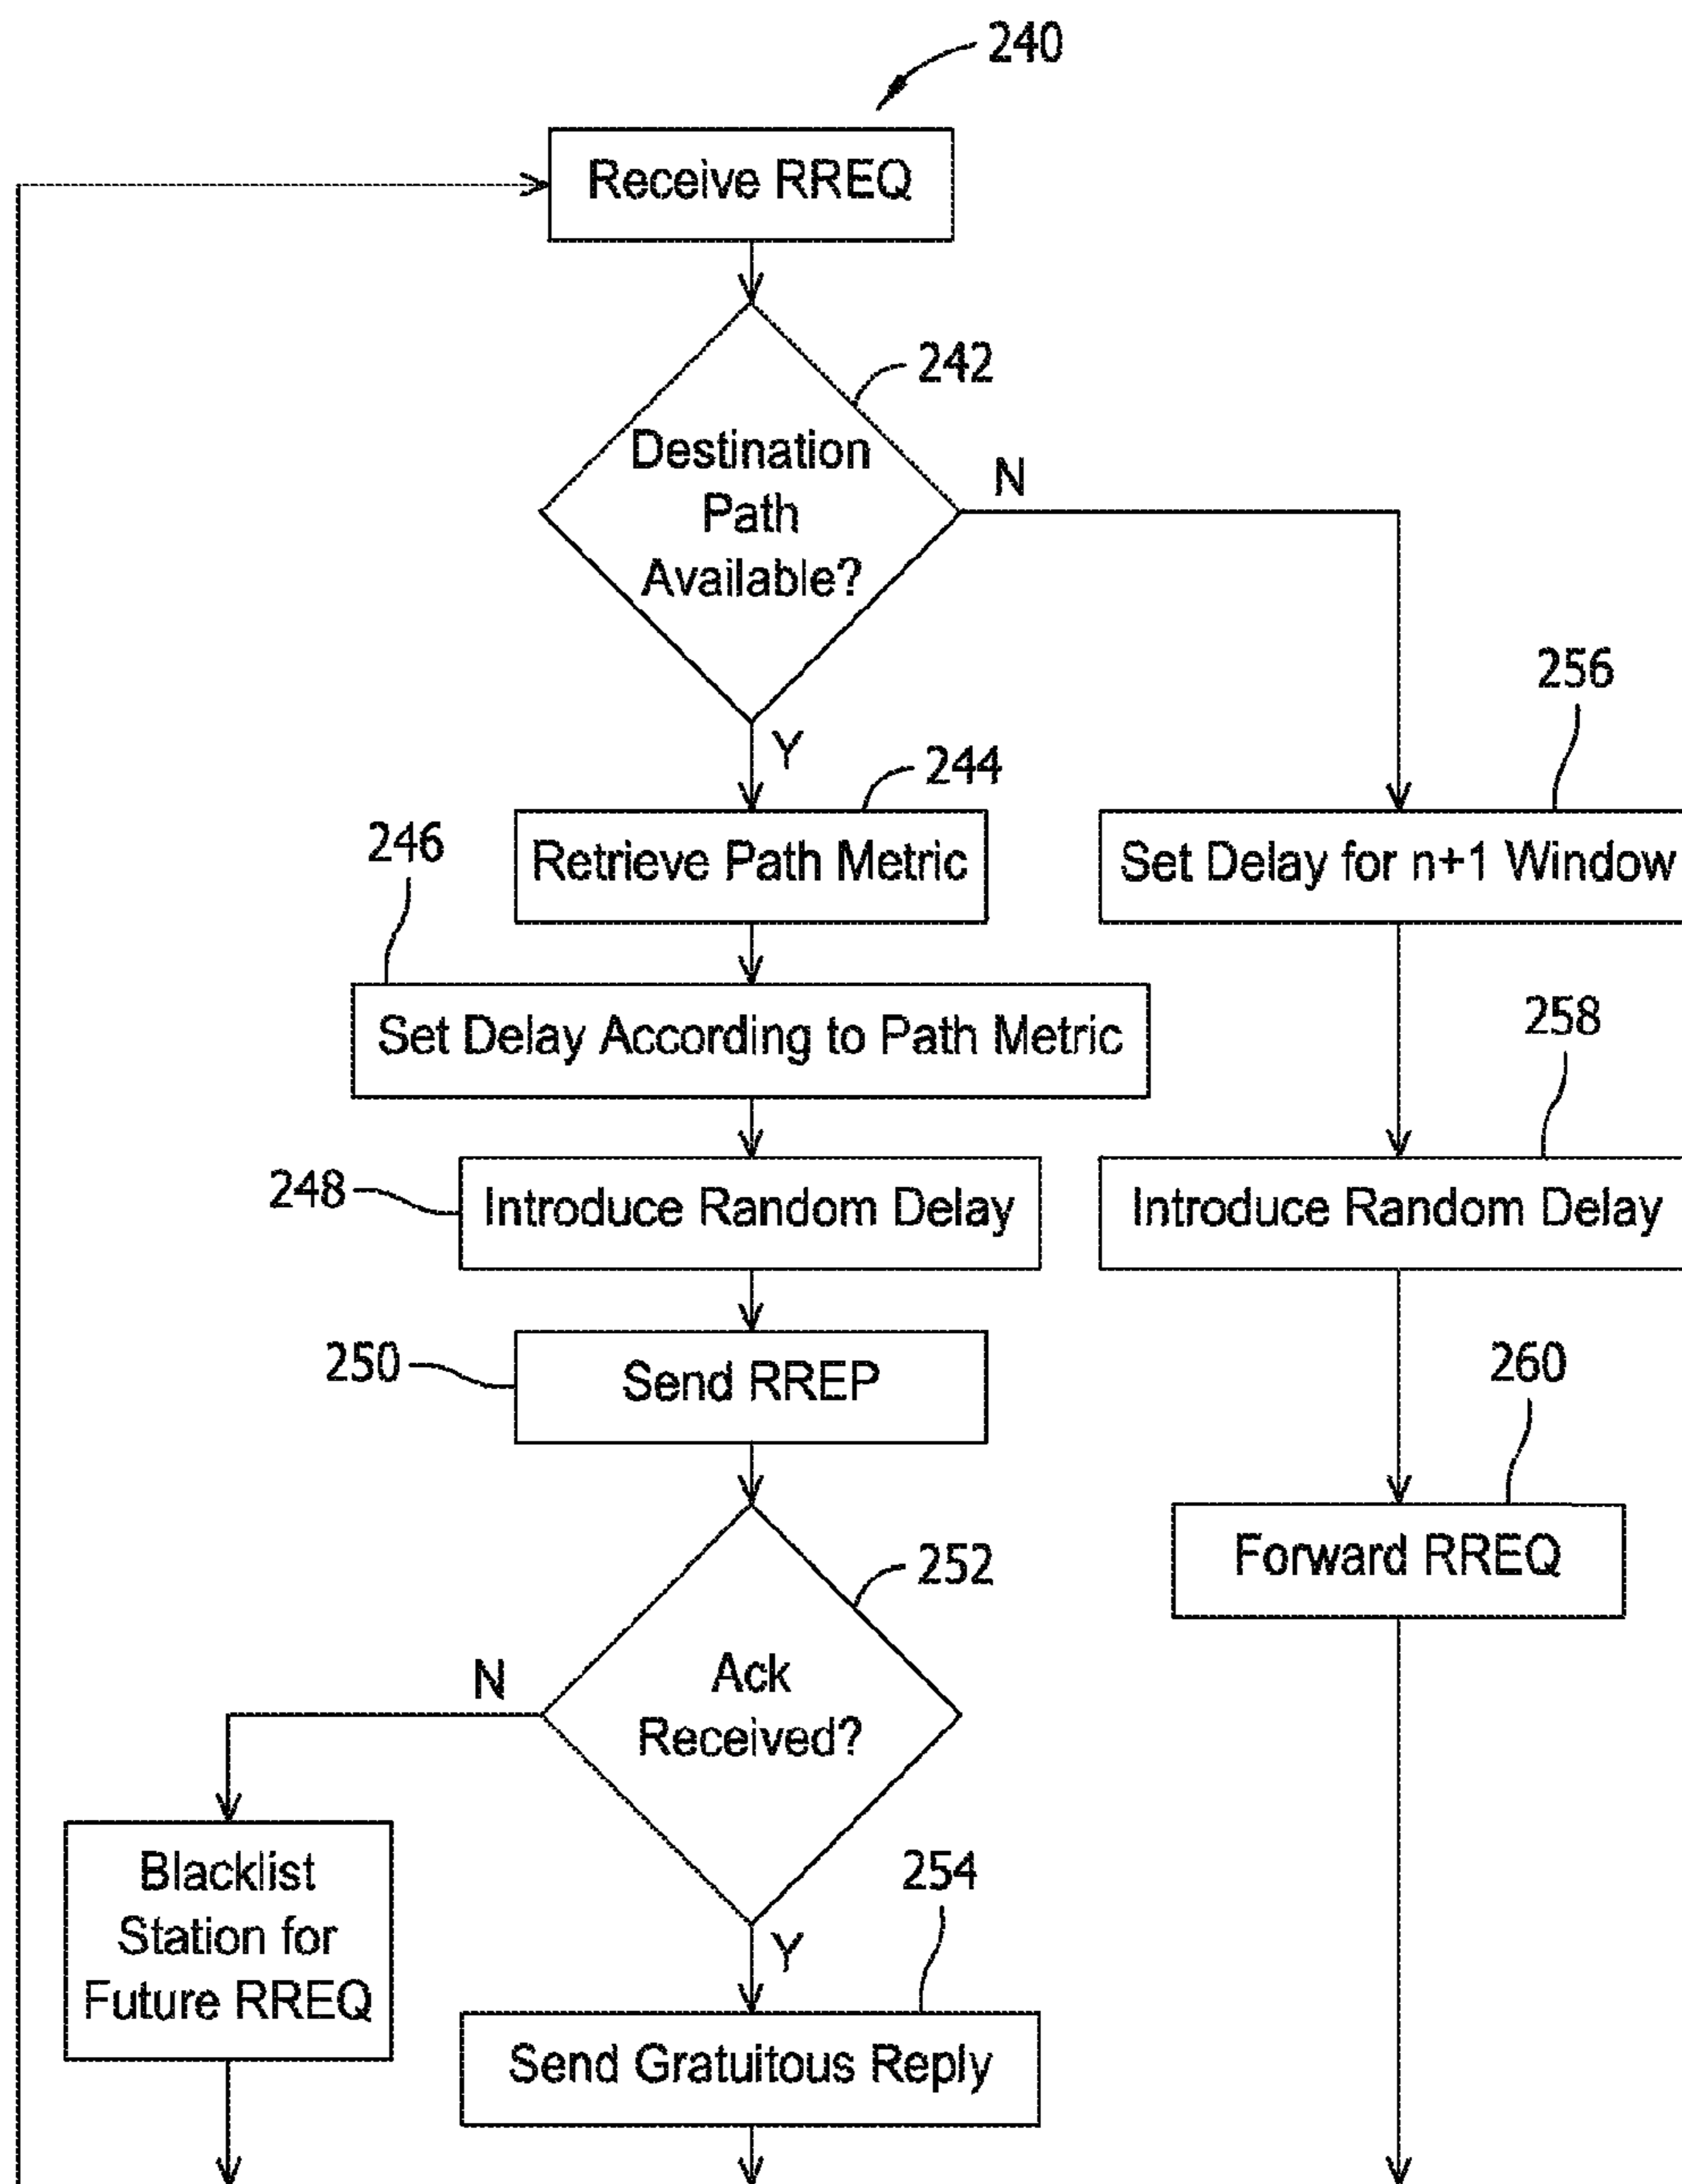 240
Receive RREQ
242
Destination
Path
Available?
N
Y
256
244
246
Retrieve Path Metric
Set Delay for n+1 Window
Set Delay According to Path Metric
258
248
Introduce Random Delay
Introduce Random Delay
250
Send RREP
260
Forward RREQ
252
Ack
Received?
N
Y
Blacklist
Station for
Future RREQ
254
Send Gratuitous Reply